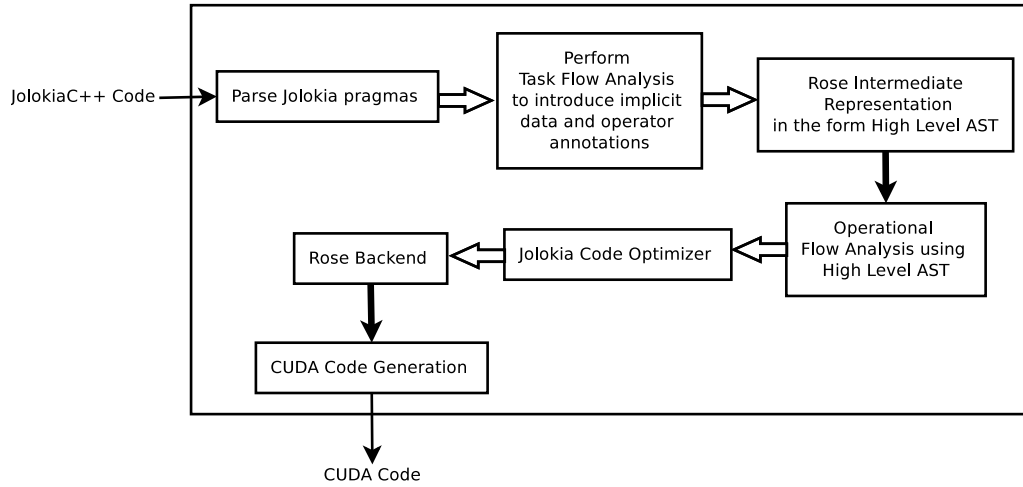 JolokiaC++ Code
Parse Jolokia pragmas
Perform
Task Flow Analysis
to introduce implicit
data and operator
annotations
Rose Intermediate
Representation
in the form High Level AST
Operational
Flow Analysis using
High Level AST
Jolokia Code Optimizer
Rose Backend
CUDA Code Generation
CUDA Code